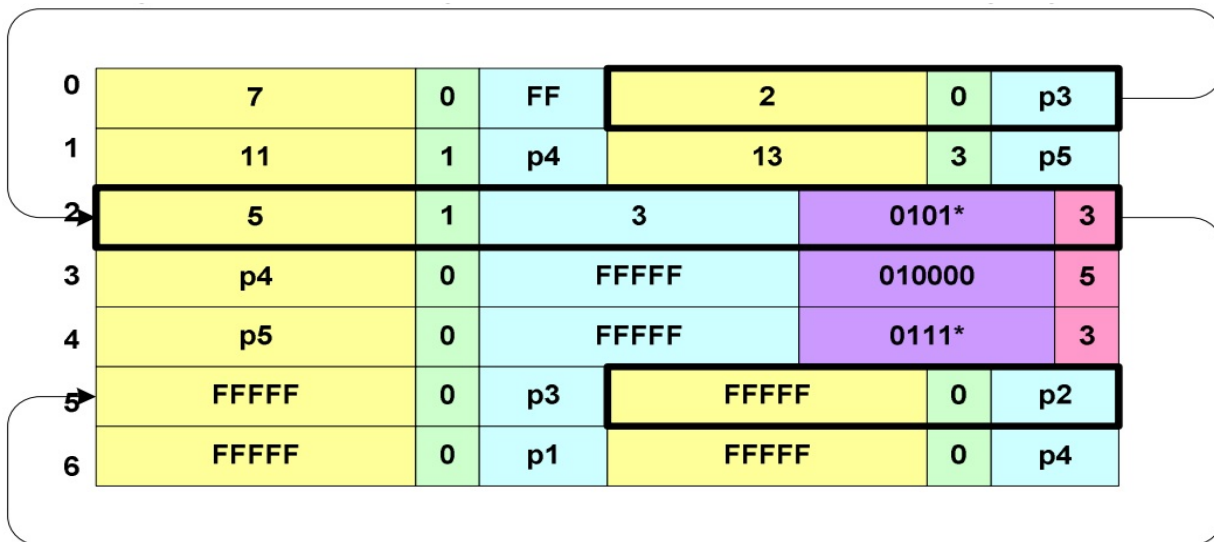 0 7 0 FF 2 0 p3
1 11 1 p4 13 3 p5
2 5 1 3 0101* 3
3 p4 0 FFFFF 010000 5
4 p5 0 FFFFF 0111* 3
5 FFFFF 0 p3 FFFFF 0 p2
6 FFFFF 0 p1 FFFFF 0 p4